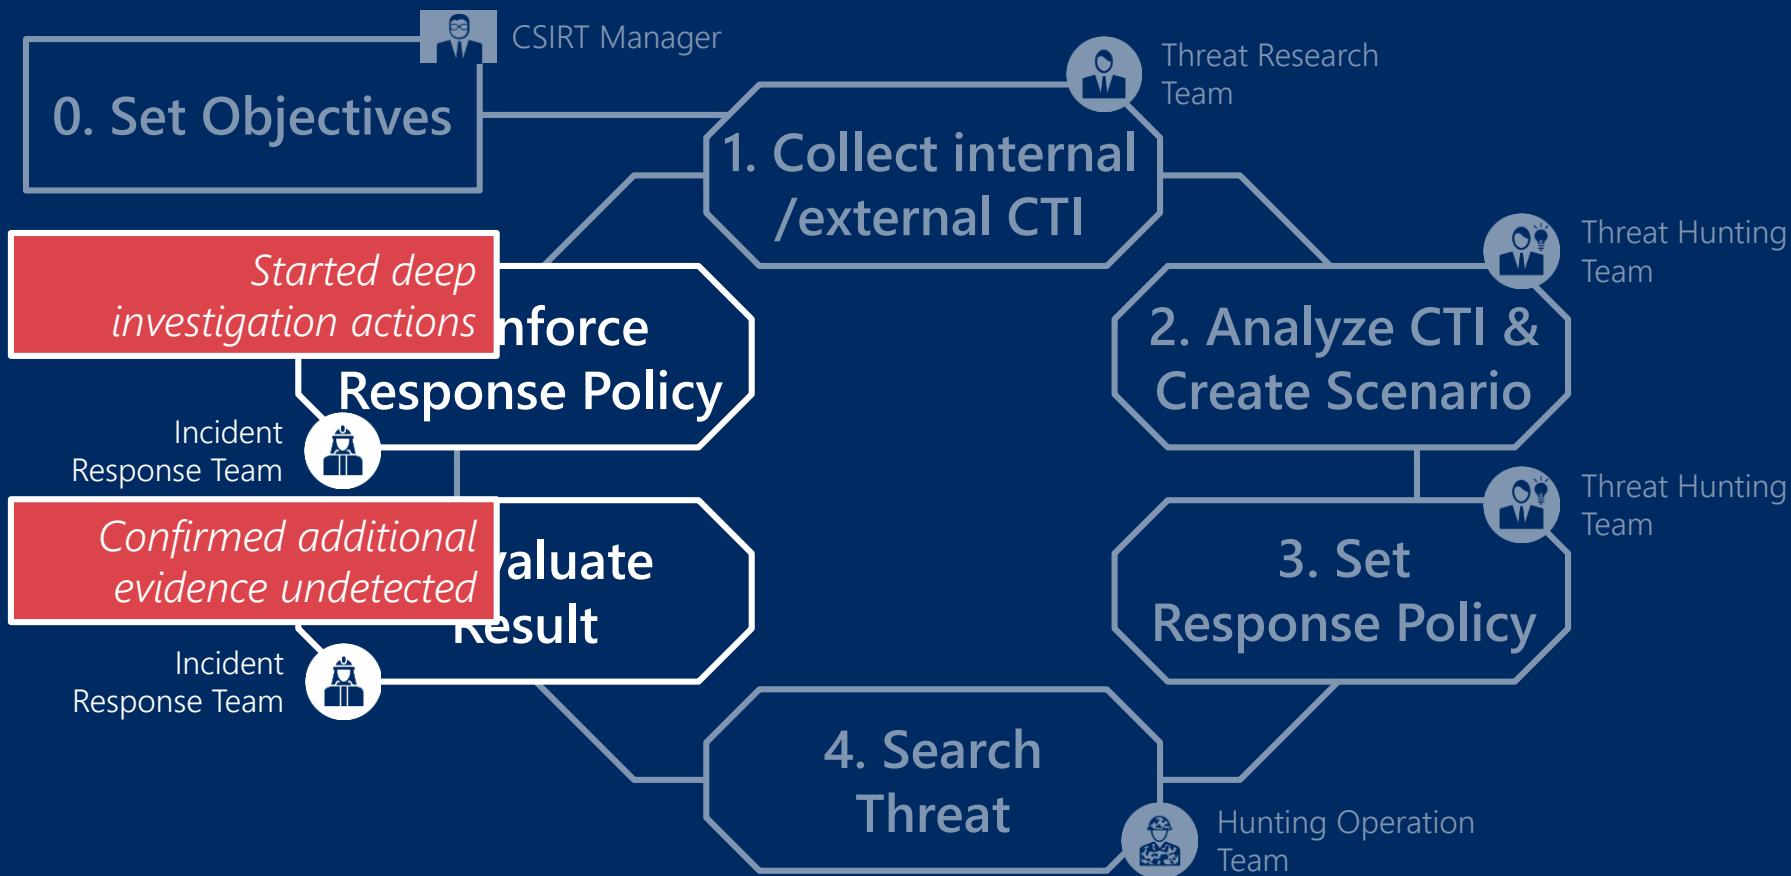 CSIRT Manager
0. Set Objectives
Threat Research
Team
1. Collect internal
/external CTI
Threat Hunting
Team
2. Analyze CTI &
Create Scenario
Started deep
investigation actions
nforce
Response Policy
Incident
Response Team
Threat Hunting
Team
3. Set
Response Policy
Confirmed additional
evidence undetected
valuate
Result
Incident
Response Team
4. Search
Threat
Hunting Operation
Team